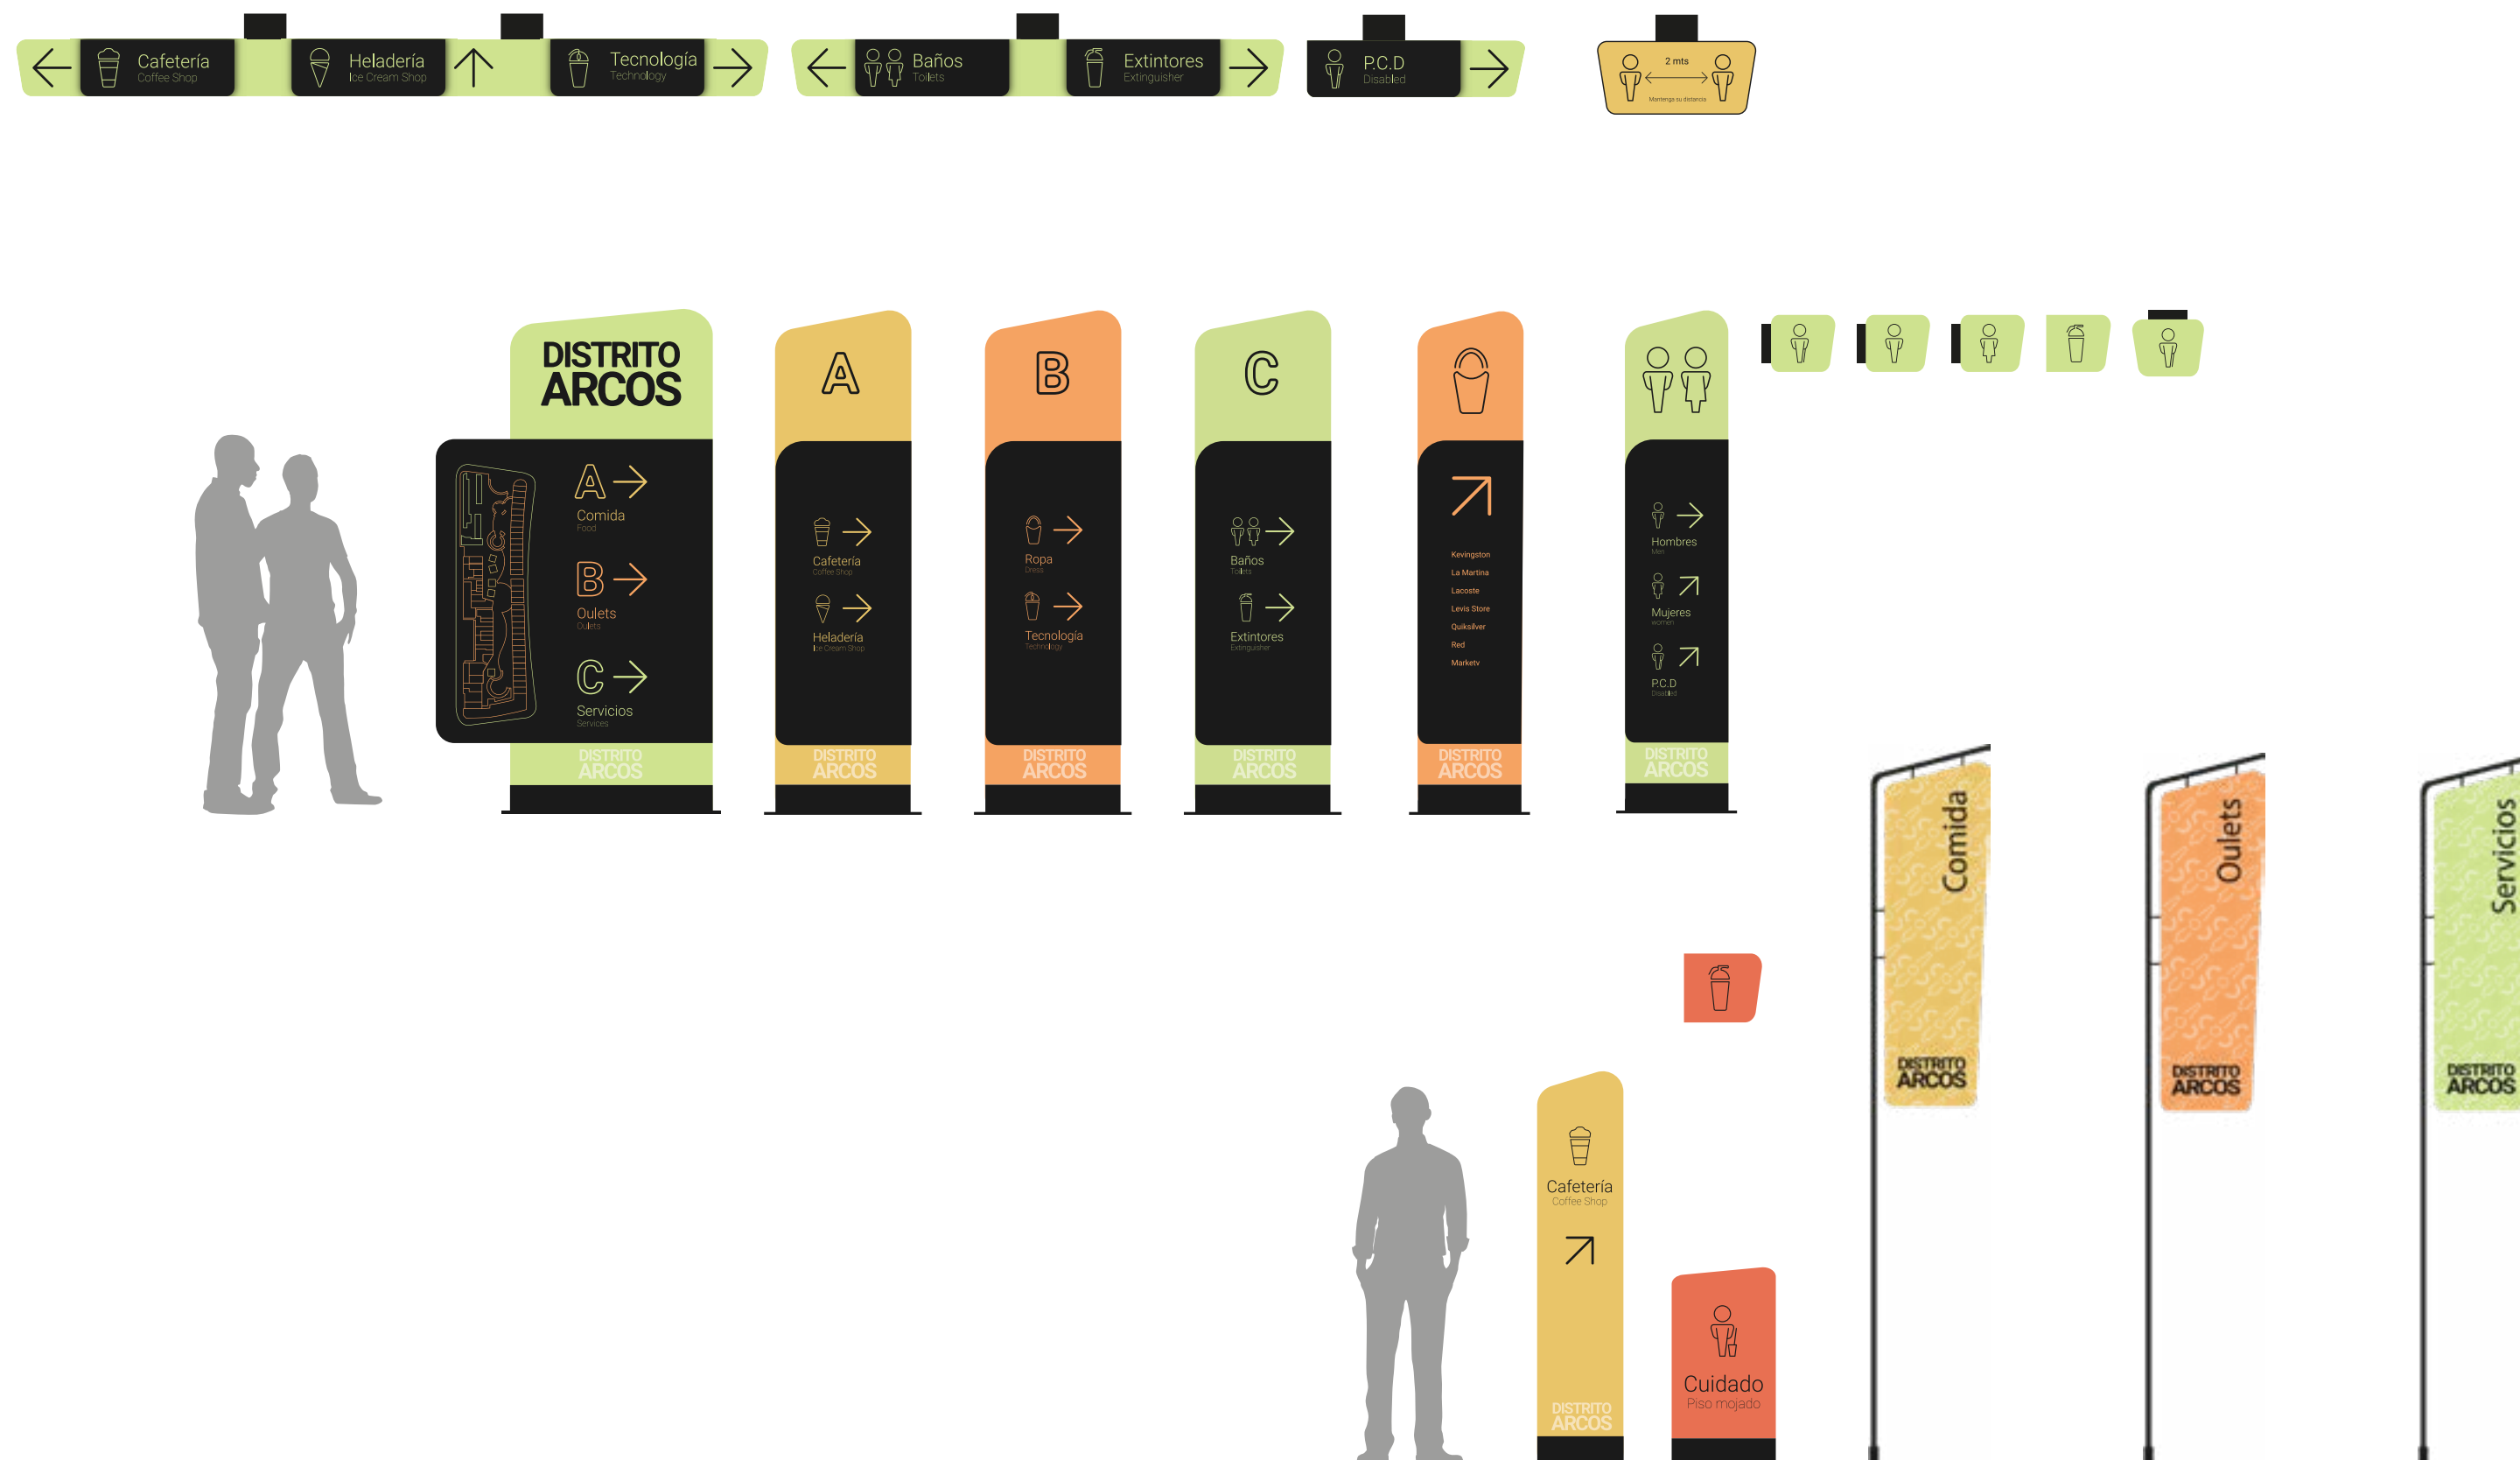 Cafetería
Coffee Shop
Heladería
Ice Cream Shop
Tecnología
Technology
Baños
Toilets
Extintores
Extinguisher
P.C.D
Disabled
2 mts
Mantenga su distancia
DISTRITO
ARCOS
A
Comida
Food
B
Oulets
Oulets
C
Servicios
Services
DISTRITO
ARCOS
A
Cafetería
Coffee Shop
Heladería
Ice Cream Shop
DISTRITO
ARCOS
B
Ropa
Dress
Tecnología
Technology
DISTRITO
ARCOS
C
Baños
Toilets
Extintores
Extinguisher
DISTRITO
ARCOS
Kevingston
La Martina
Lacoste
Levis Store
Quiksilver
Red
Marketv
DISTRITO
ARCOS
Hombres
Men
Mujeres
women
P.C.D
Disabled
DISTRITO
ARCOS
Comida
DISTRITO
ARCOS
Oulets
DISTRITO
ARCOS
Servicios
DISTRITO
ARCOS
Cafetería
Coffee Shop
DISTRITO
ARCOS
Cuidado
Piso mojado